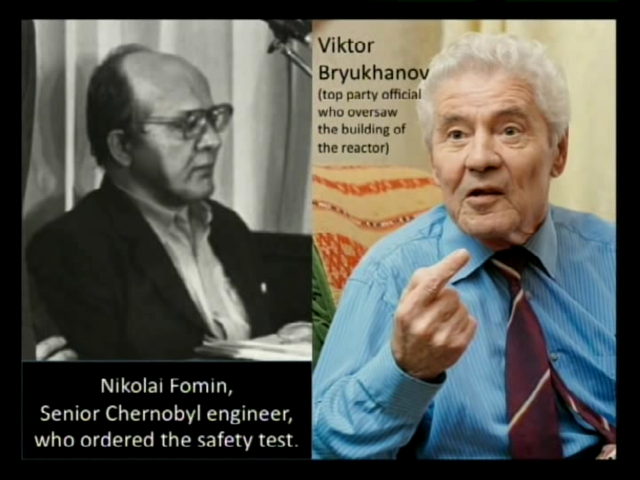 Viktor
Bryukhanov
(top party official
who oversaw
the building of
the reactor)
Nikolai Fomin,
Senior Chernobyl engineer,
who ordered the safety test.